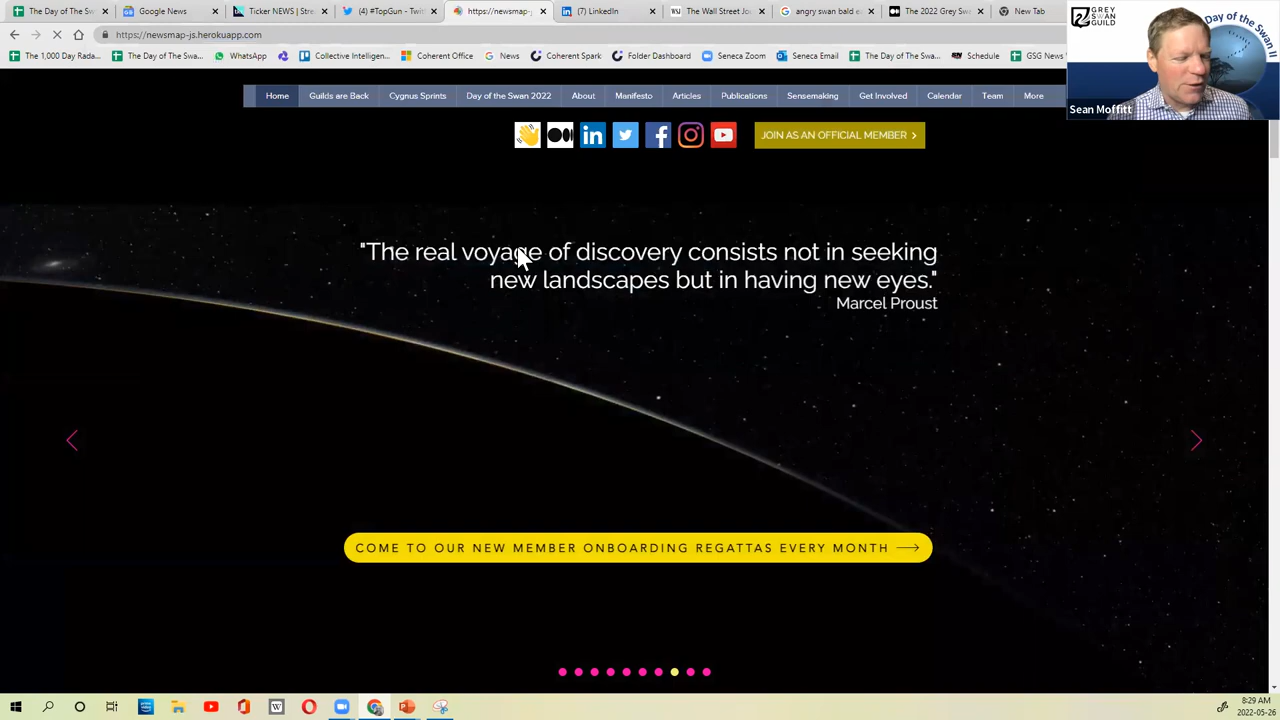 The Day of The Sw...
Google News
Ticker NEWS | Stre
(4) #TopGun - Twit
https://newsmap-j
(7) LinkedIn
The Wall Street Jo
angry swan bald e
The 2022 Grey Sw
New Tab
https://newsmap-js.herokuapp.com
The 1,000 Day Rada...
The Day of The Swa...
WhatsApp
Collective Intelligen...
Coherent Office
News
Coherent Spark
Folder Dashboard
Seneca Zoom
Seneca Email
The Day of The Swa...
Schedule
GSG News
GREY
SWAN
GUILD
Day of the Swan II
Sean Moffitt
Home
Guilds are Back
Cygnus Sprints
Day of the Swan 2022
About
Manifesto
Articles
Publications
Sensemaking
Get Involved
Calendar
Team
More
JOIN AS AN OFFICIAL MEMBER >
"The real voyage of discovery consists not in seeking
new landscapes but in having new eyes."
Marcel Proust
COME TO OUR NEW MEMBER ONBOARDING REGATTAS EVERY MONTH
8:29 AM
2022-05-26